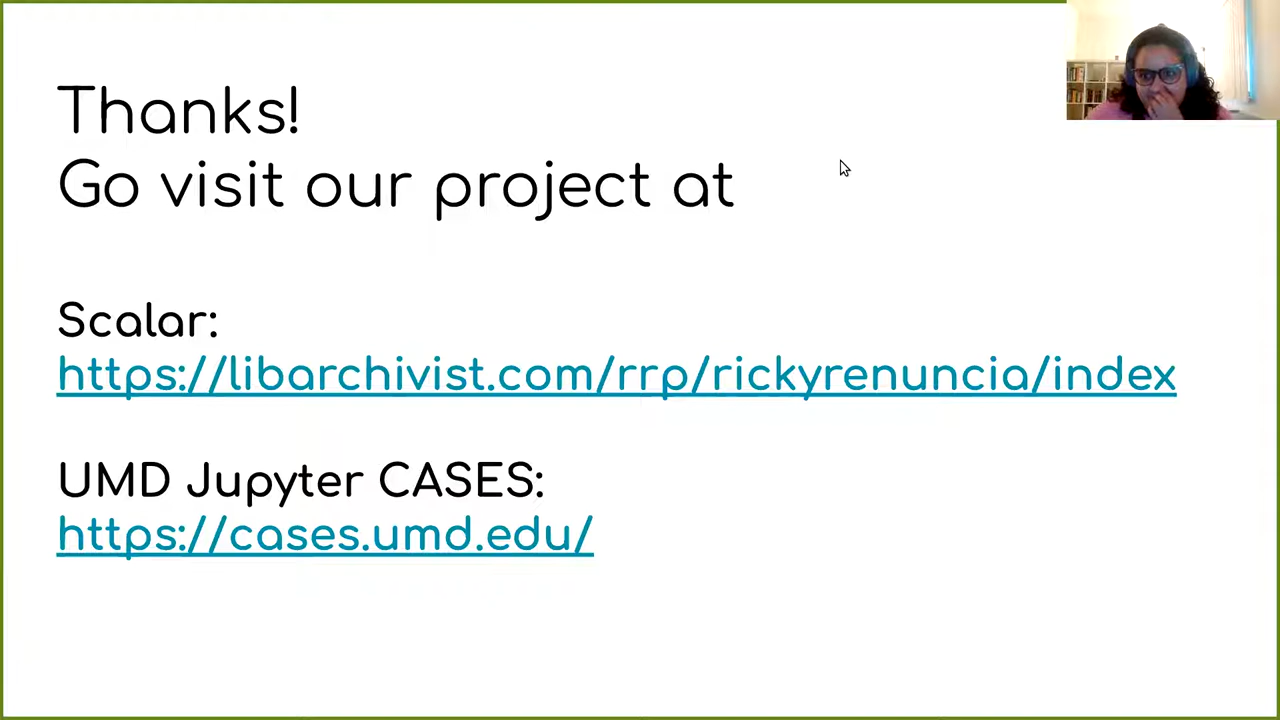 Thanks!
Go visit our project at
Scalar:
https://libarchivist.com/rrp/rickyrenuncia/index
UMD Jupyter CASES:
https://cases.umd.edu/